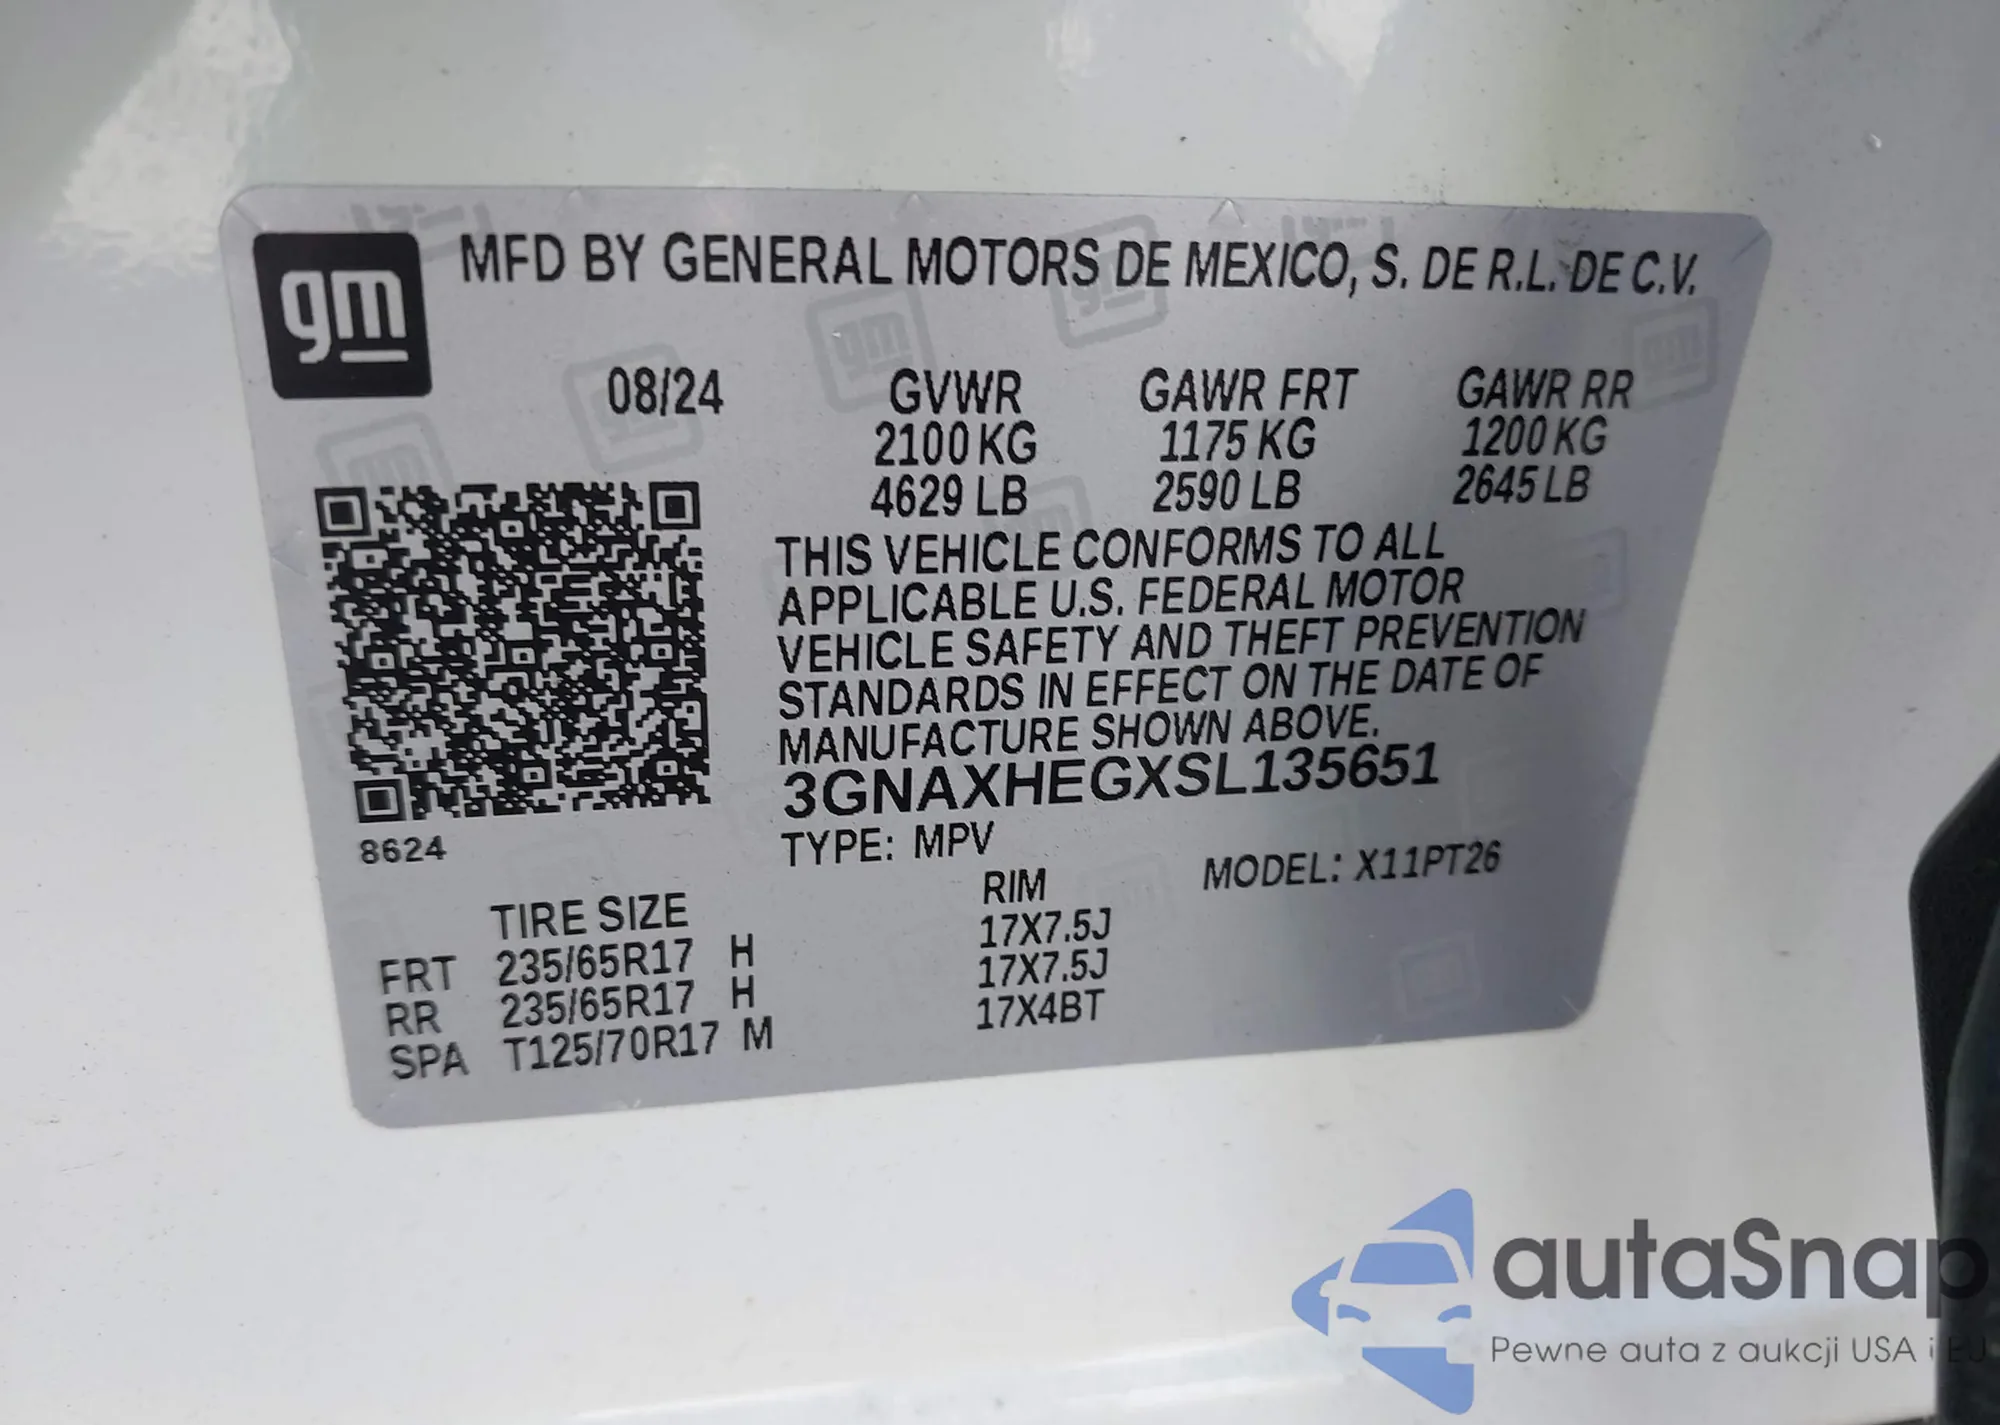 gm
MFD BY GENERAL MOTORS DE MEXICO, S. DE R.L. DE C.V.
08/24 GVWR GAWR FRT GAWR RR
2100 KG 1175 KG 1200 KG
4629 LB 2590 LB 2645 LB
THIS VEHICLE CONFORMS TO ALL
APPLICABLE U.S. FEDERAL MOTOR
VEHICLE SAFETY AND THEFT PREVENTION
STANDARDS IN EFFECT ON THE DATE OF
MANUFACTURE SHOWN ABOVE.
3GNAXHEGXSL135651
8624
TYPE: MPV MODEL: X11PT26
TIRE SIZE RIM
FRT 235/65R17 H 17X7.5J
RR 235/65R17 H 17X7.5J
SPA T125/70R17 M 17X4BT
autaSnap
Pewne auta z aukcji USA i EU